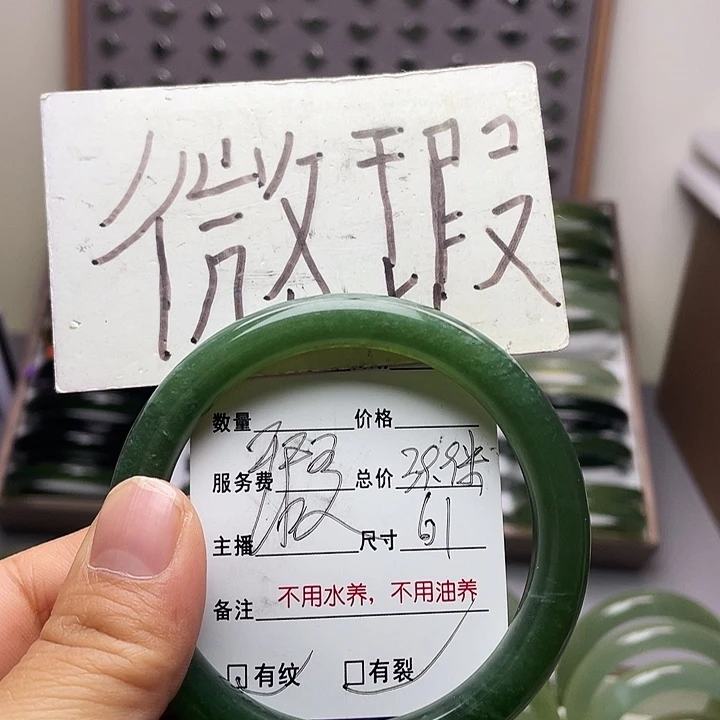 微瑕
数量 价格
服务费 总价
主播 尺寸 61
备注 不用水养，不用油养
有纹 有裂